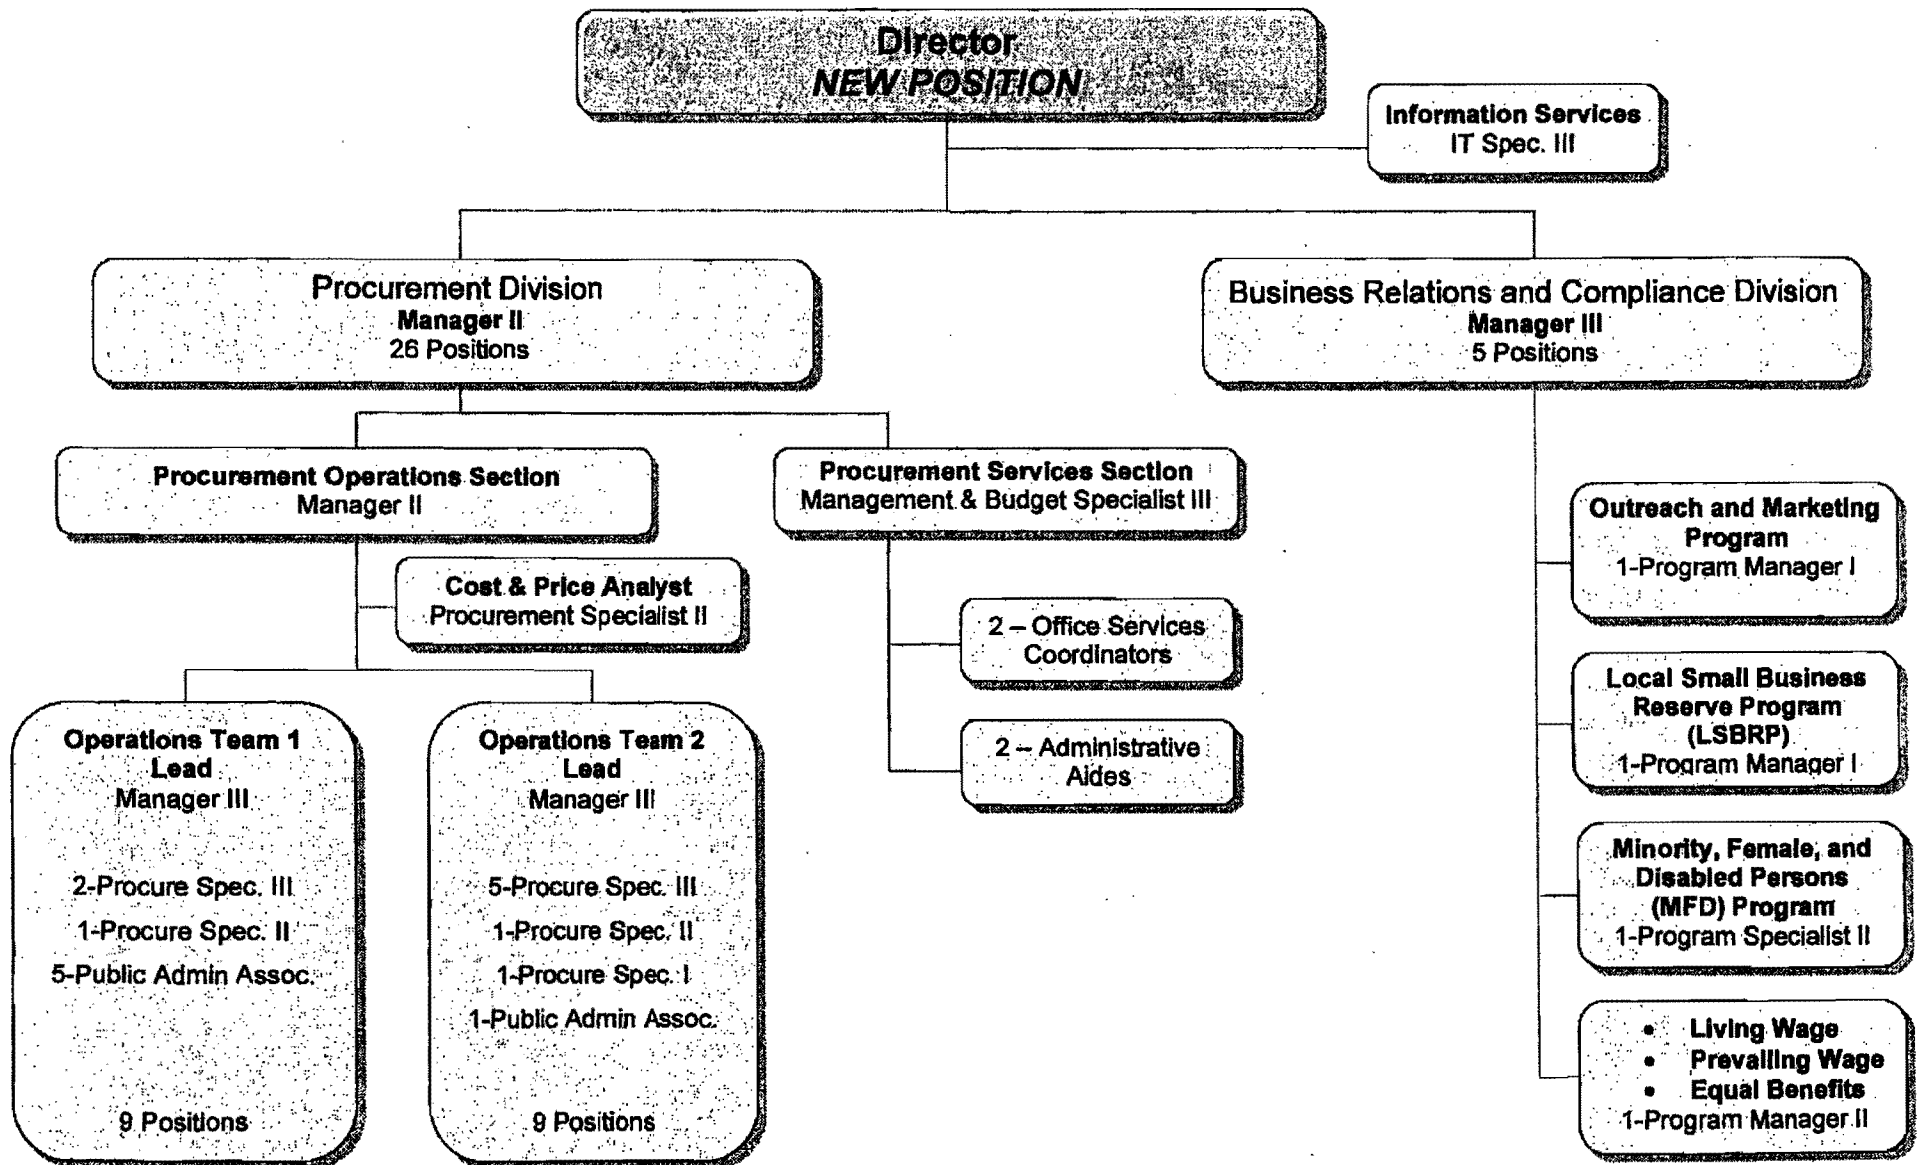 Director
NEW POSITION
Information Services
IT Spec. III
Procurement Division
Manager II
26 Positions
Business Relations and Compliance Division
Manager III
5 Positions
Procurement Operations Section
Manager II
Procurement Services Section
Management & Budget Specialist III
Cost & Price Analyst
Procurement Specialist II
2 – Office Services
Coordinators
2 – Administrative
Aides
Operations Team 1
Lead
Manager III
2-Procure Spec. III
1-Procure Spec. II
5-Public Admin Assoc.
9 Positions
Operations Team 2
Lead
Manager III
5-Procure Spec. III
1-Procure Spec. II
1-Procure Spec. I
1-Public Admin Assoc.
9 Positions
Outreach and Marketing
Program
1-Program Manager I
Local Small Business
Reserve Program
(LSBRP)
1-Program Manager I
Minority, Female, and
Disabled Persons
(MFD) Program
1-Program Specialist II
• Living Wage
• Prevailing Wage
• Equal Benefits
1-Program Manager II